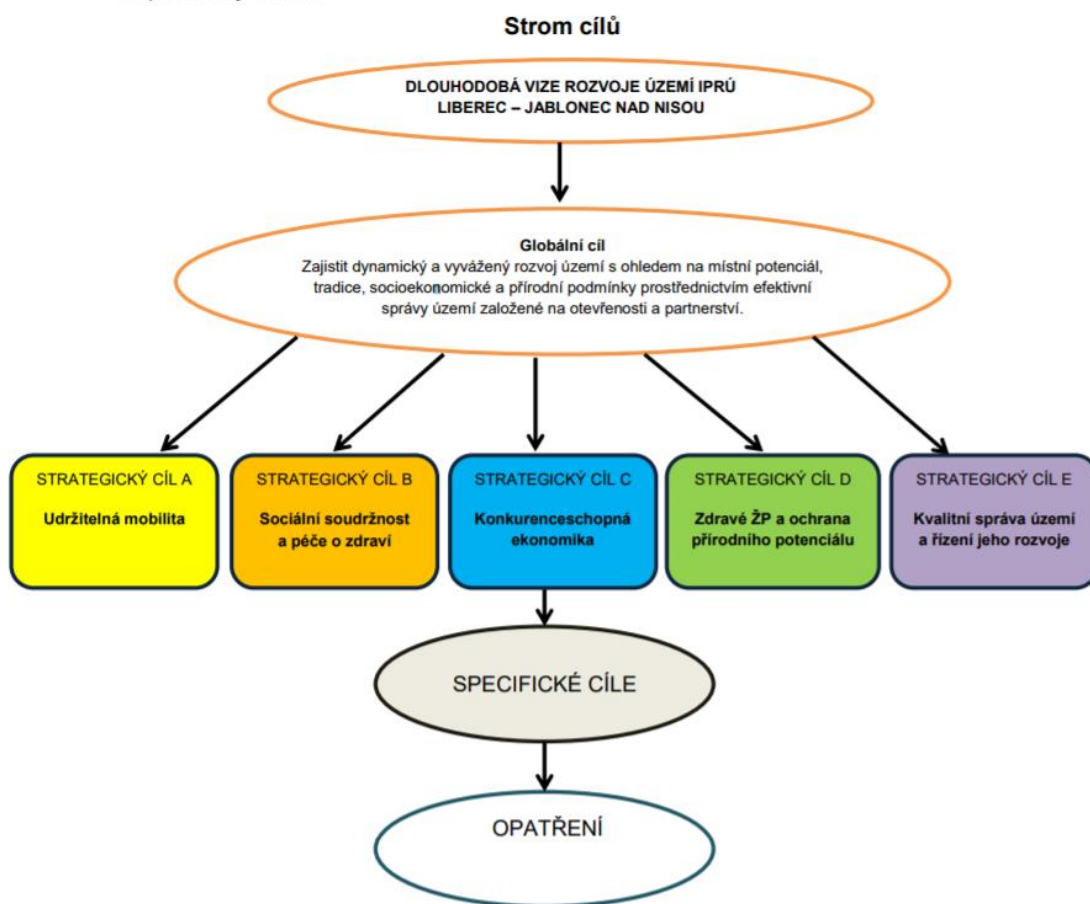 Strom cílů
DLOUHODOBÁ VIZE ROZVOJE ÚZEMÍ IPRÚ
LIBEREC – JABLONEC NAD NISOU
Globální cíl
Zajistit dynamický a vyvážený rozvoj území s ohledem na místní potenciál,
tradice, socioekonomické a přírodní podmínky prostřednictvím efektivní
správy území založené na otevřenosti a partnerství.
STRATEGICKÝ CÍL A
Udržitelná mobilita
STRATEGICKÝ CÍL B
Sociální soudržnost
a péče o zdraví
STRATEGICKÝ CÍL C
Konkurenceschopná
ekonomika
STRATEGICKÝ CÍL D
Zdravé ŽP a ochrana
přírodního potenciálu
STRATEGICKÝ CÍL E
Kvalitní správa území
a řízení jeho rozvoje
SPECIFICKÉ CÍLE
OPATŘENÍ